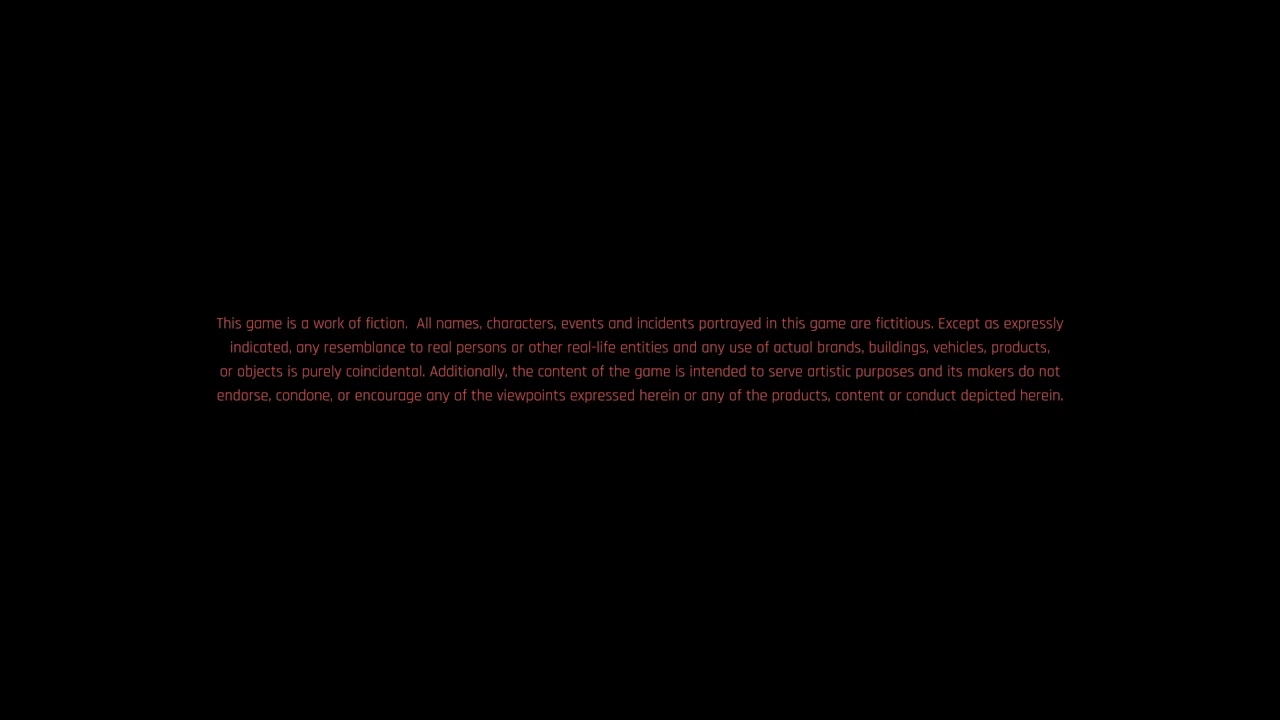 This game is a work of fiction.  All names, characters, events and incidents portrayed in this game are fictitious. Except as expressly
indicated, any resemblance to real persons or other real-life entities and any use of actual brands, buildings, vehicles, products,
or objects is purely coincidental. Additionally, the content of the game is intended to serve artistic purposes and its makers do not
endorse, condone, or encourage any of the viewpoints expressed herein or any of the products, content or conduct depicted herein.